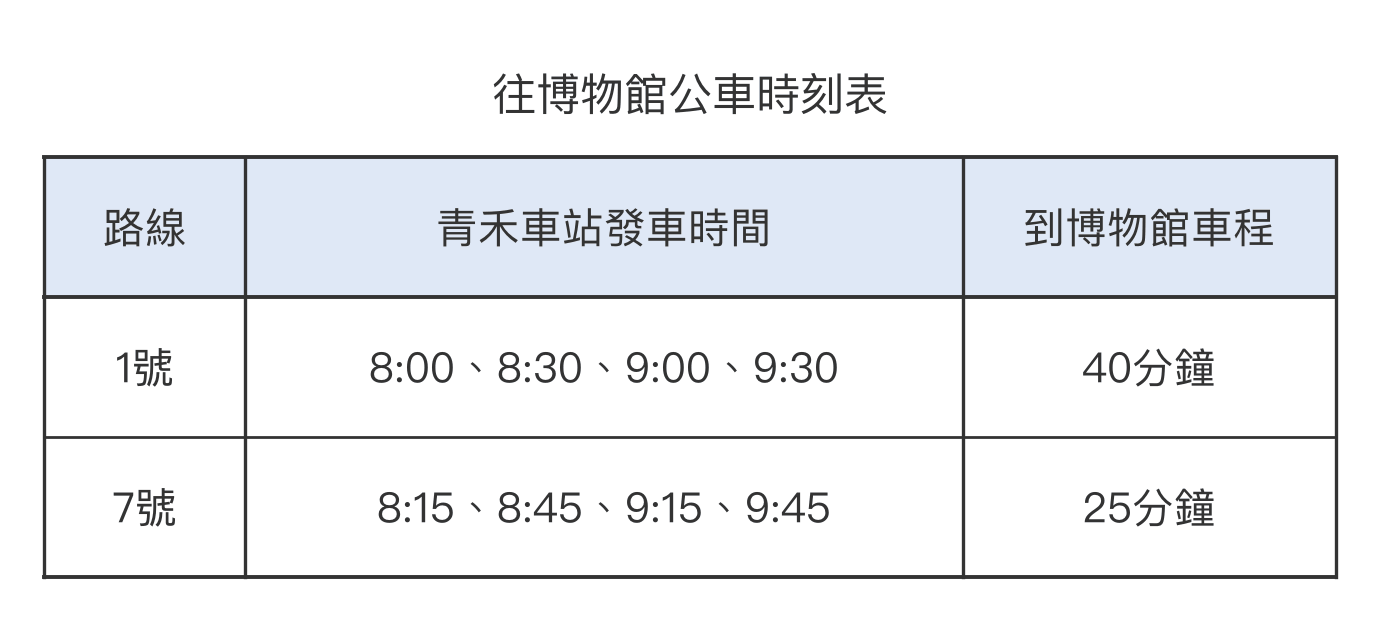 往博物館公車時刻表
路線 青禾車站發車時間 到博物館車程
1號 8:00、8:30、9:00、9:30 40分鐘
7號 8:15、8:45、9:15、9:45 25分鐘